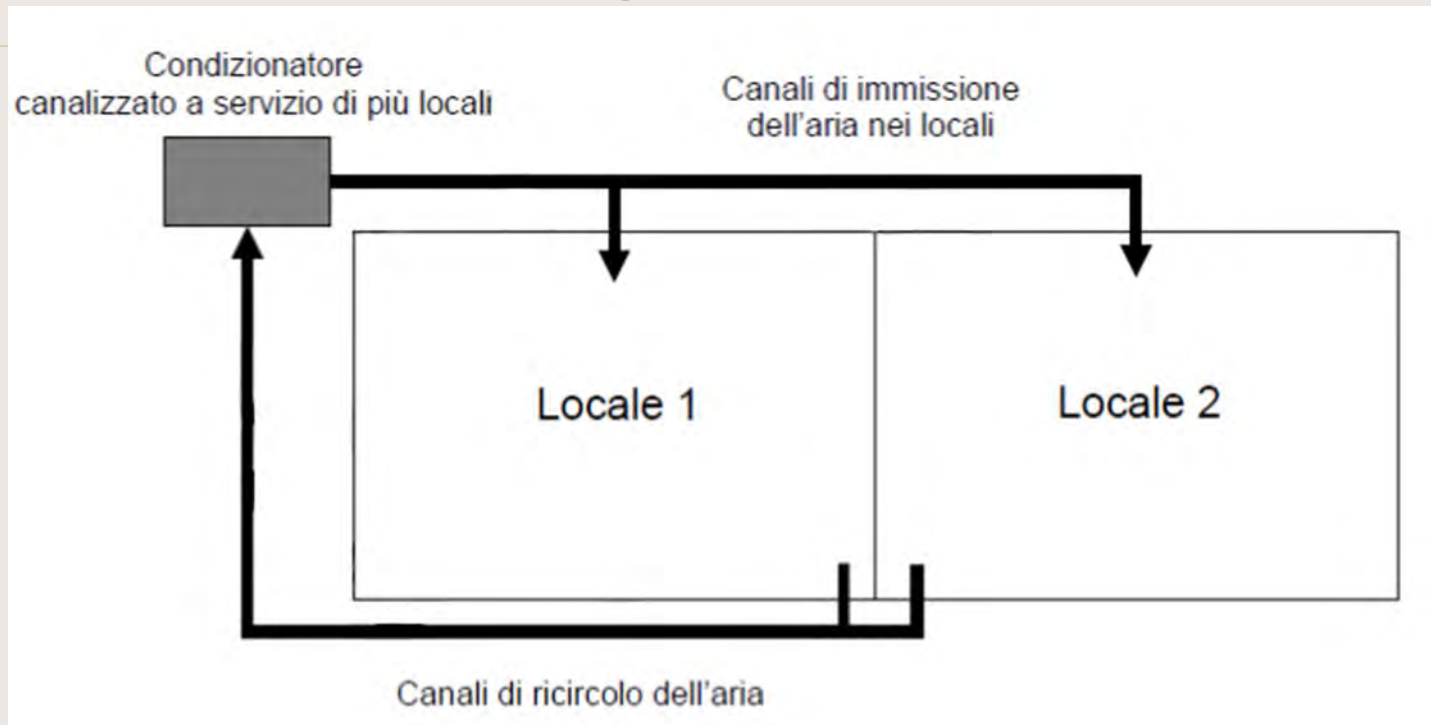 Condizionatore
canalizzato a servizio di più locali
Canali di immissione
dell'aria nei locali
Locale 1
Locale 2
Canali di ricircolo dell'aria